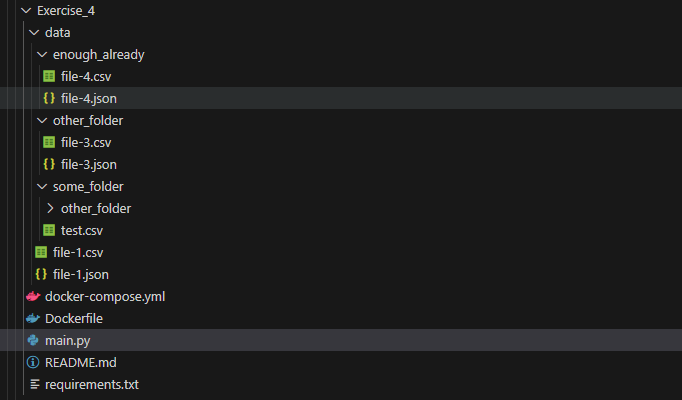 Exercise_4
data
enough_already
file-4.csv
file-4.json
other_folder
file-3.csv
file-3.json
some_folder
other_folder
test.csv
file-1.csv
file-1.json
docker-compose.yml
Dockerfile
main.py
README.md
requirements.txt